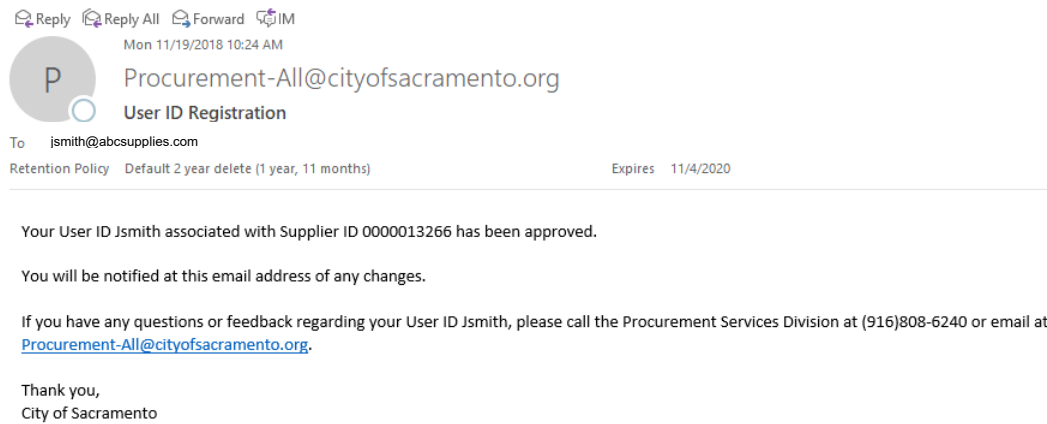 Reply Reply All Forward IM
Mon 11/19/2018 10:24 AM
P
Procurement-All@cityofsacramento.org
User ID Registration
To jsmith@abcsupplies.com
Retention Policy Default 2 year delete (1 year, 11 months) Expires 11/4/2020
Your User ID Jsmith associated with Supplier ID 0000013266 has been approved.
You will be notified at this email address of any changes.
If you have any questions or feedback regarding your User ID Jsmith, please call the Procurement Services Division at (916)808-6240 or email at
Procurement-All@cityofsacramento.org.
Thank you,
City of Sacramento